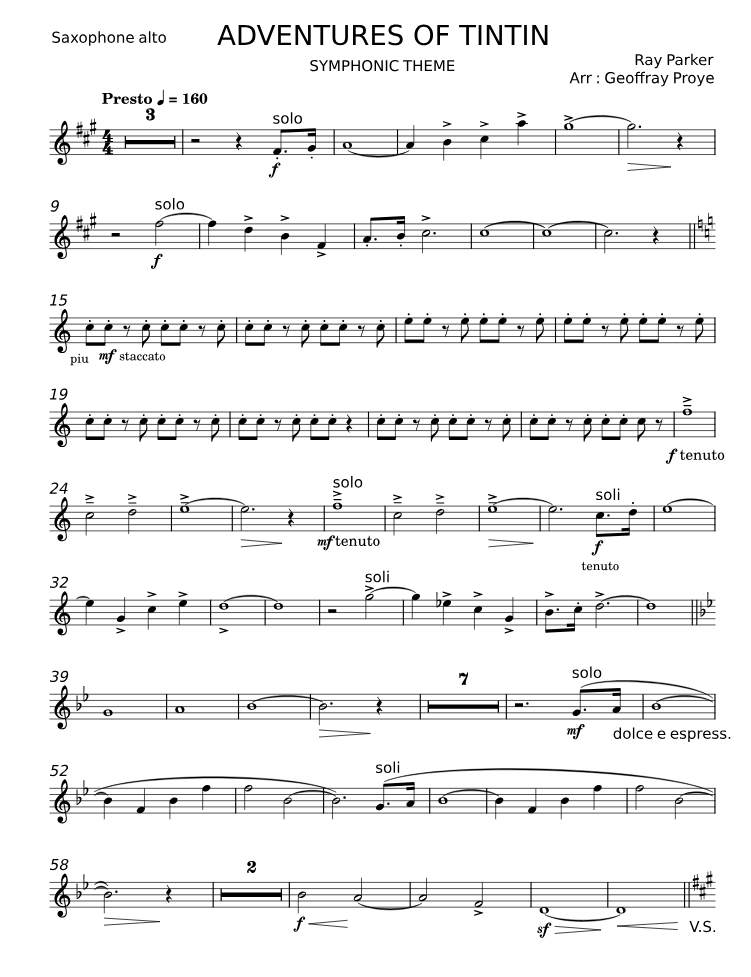 Saxophone alto
ADVENTURES OF TINTIN
SYMPHONIC THEME
Ray Parker
Arr : Geoffray Proye
Presto ♩ = 160
3
solo
4
4
f
9
solo
f
15
piu mf staccato
19
f tenuto
24
solo
soli
mf tenuto
f
tenuto
32
soli
39
7
solo
mf
dolce e espress.
52
soli
58
2
f
sf
V.S.